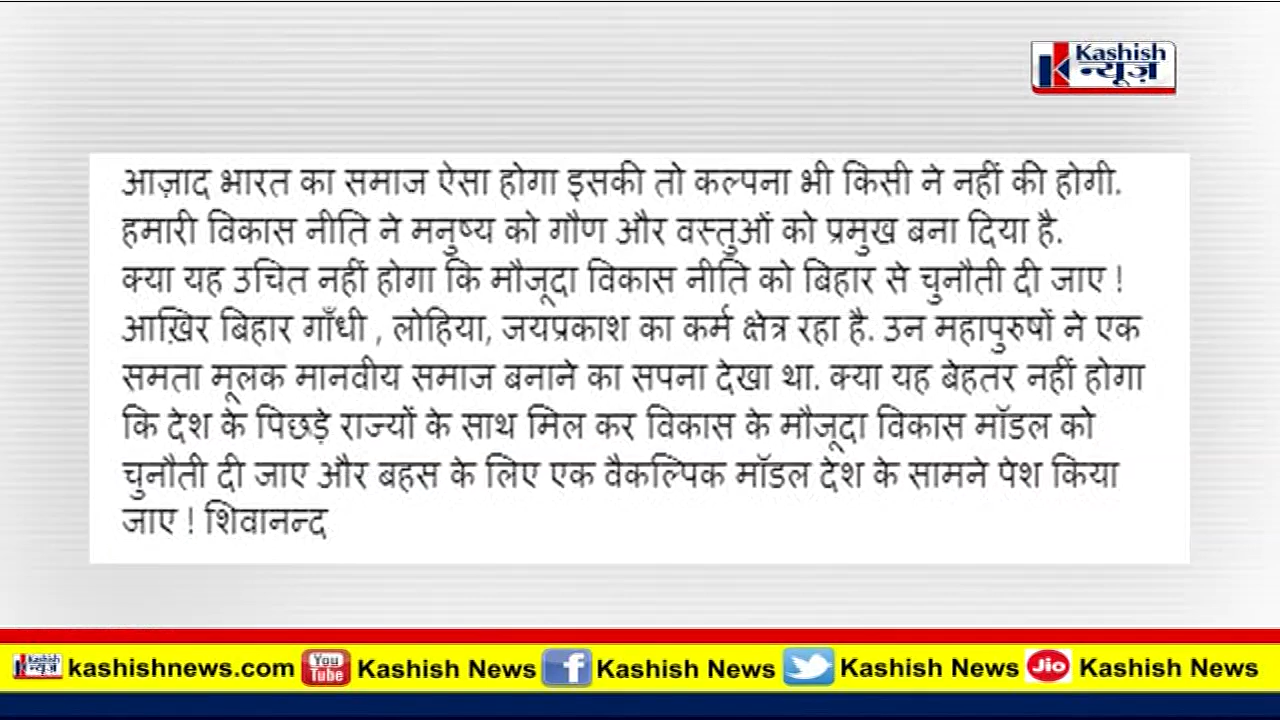 Kashish
न्यूज़
आज़ाद भारत का समाज ऐसा होगा इसकी तो कल्पना भी किसी ने नहीं की होगी.
हमारी विकास नीति ने मनुष्य को गौण और वस्तुओं को प्रमुख बना दिया है.
क्या यह उचित नहीं होगा कि मौजूदा विकास नीति को बिहार से चुनौती दी जाए !
आख़िर बिहार गाँधी , लोहिया, जयप्रकाश का कर्म क्षेत्र रहा है. उन महापुरुषों ने एक
समता मूलक मानवीय समाज बनाने का सपना देखा था. क्या यह बेहतर नहीं होगा
कि देश के पिछड़े राज्यों के साथ मिल कर विकास के मौजूदा विकास मॉडल को
चुनौती दी जाए और बहस के लिए एक वैकल्पिक मॉडल देश के सामने पेश किया
जाए ! शिवानन्द
Kashish न्यूज़ kashishnews.com You Tube Kashish News f Kashish News Kashish News Jio Kashish News